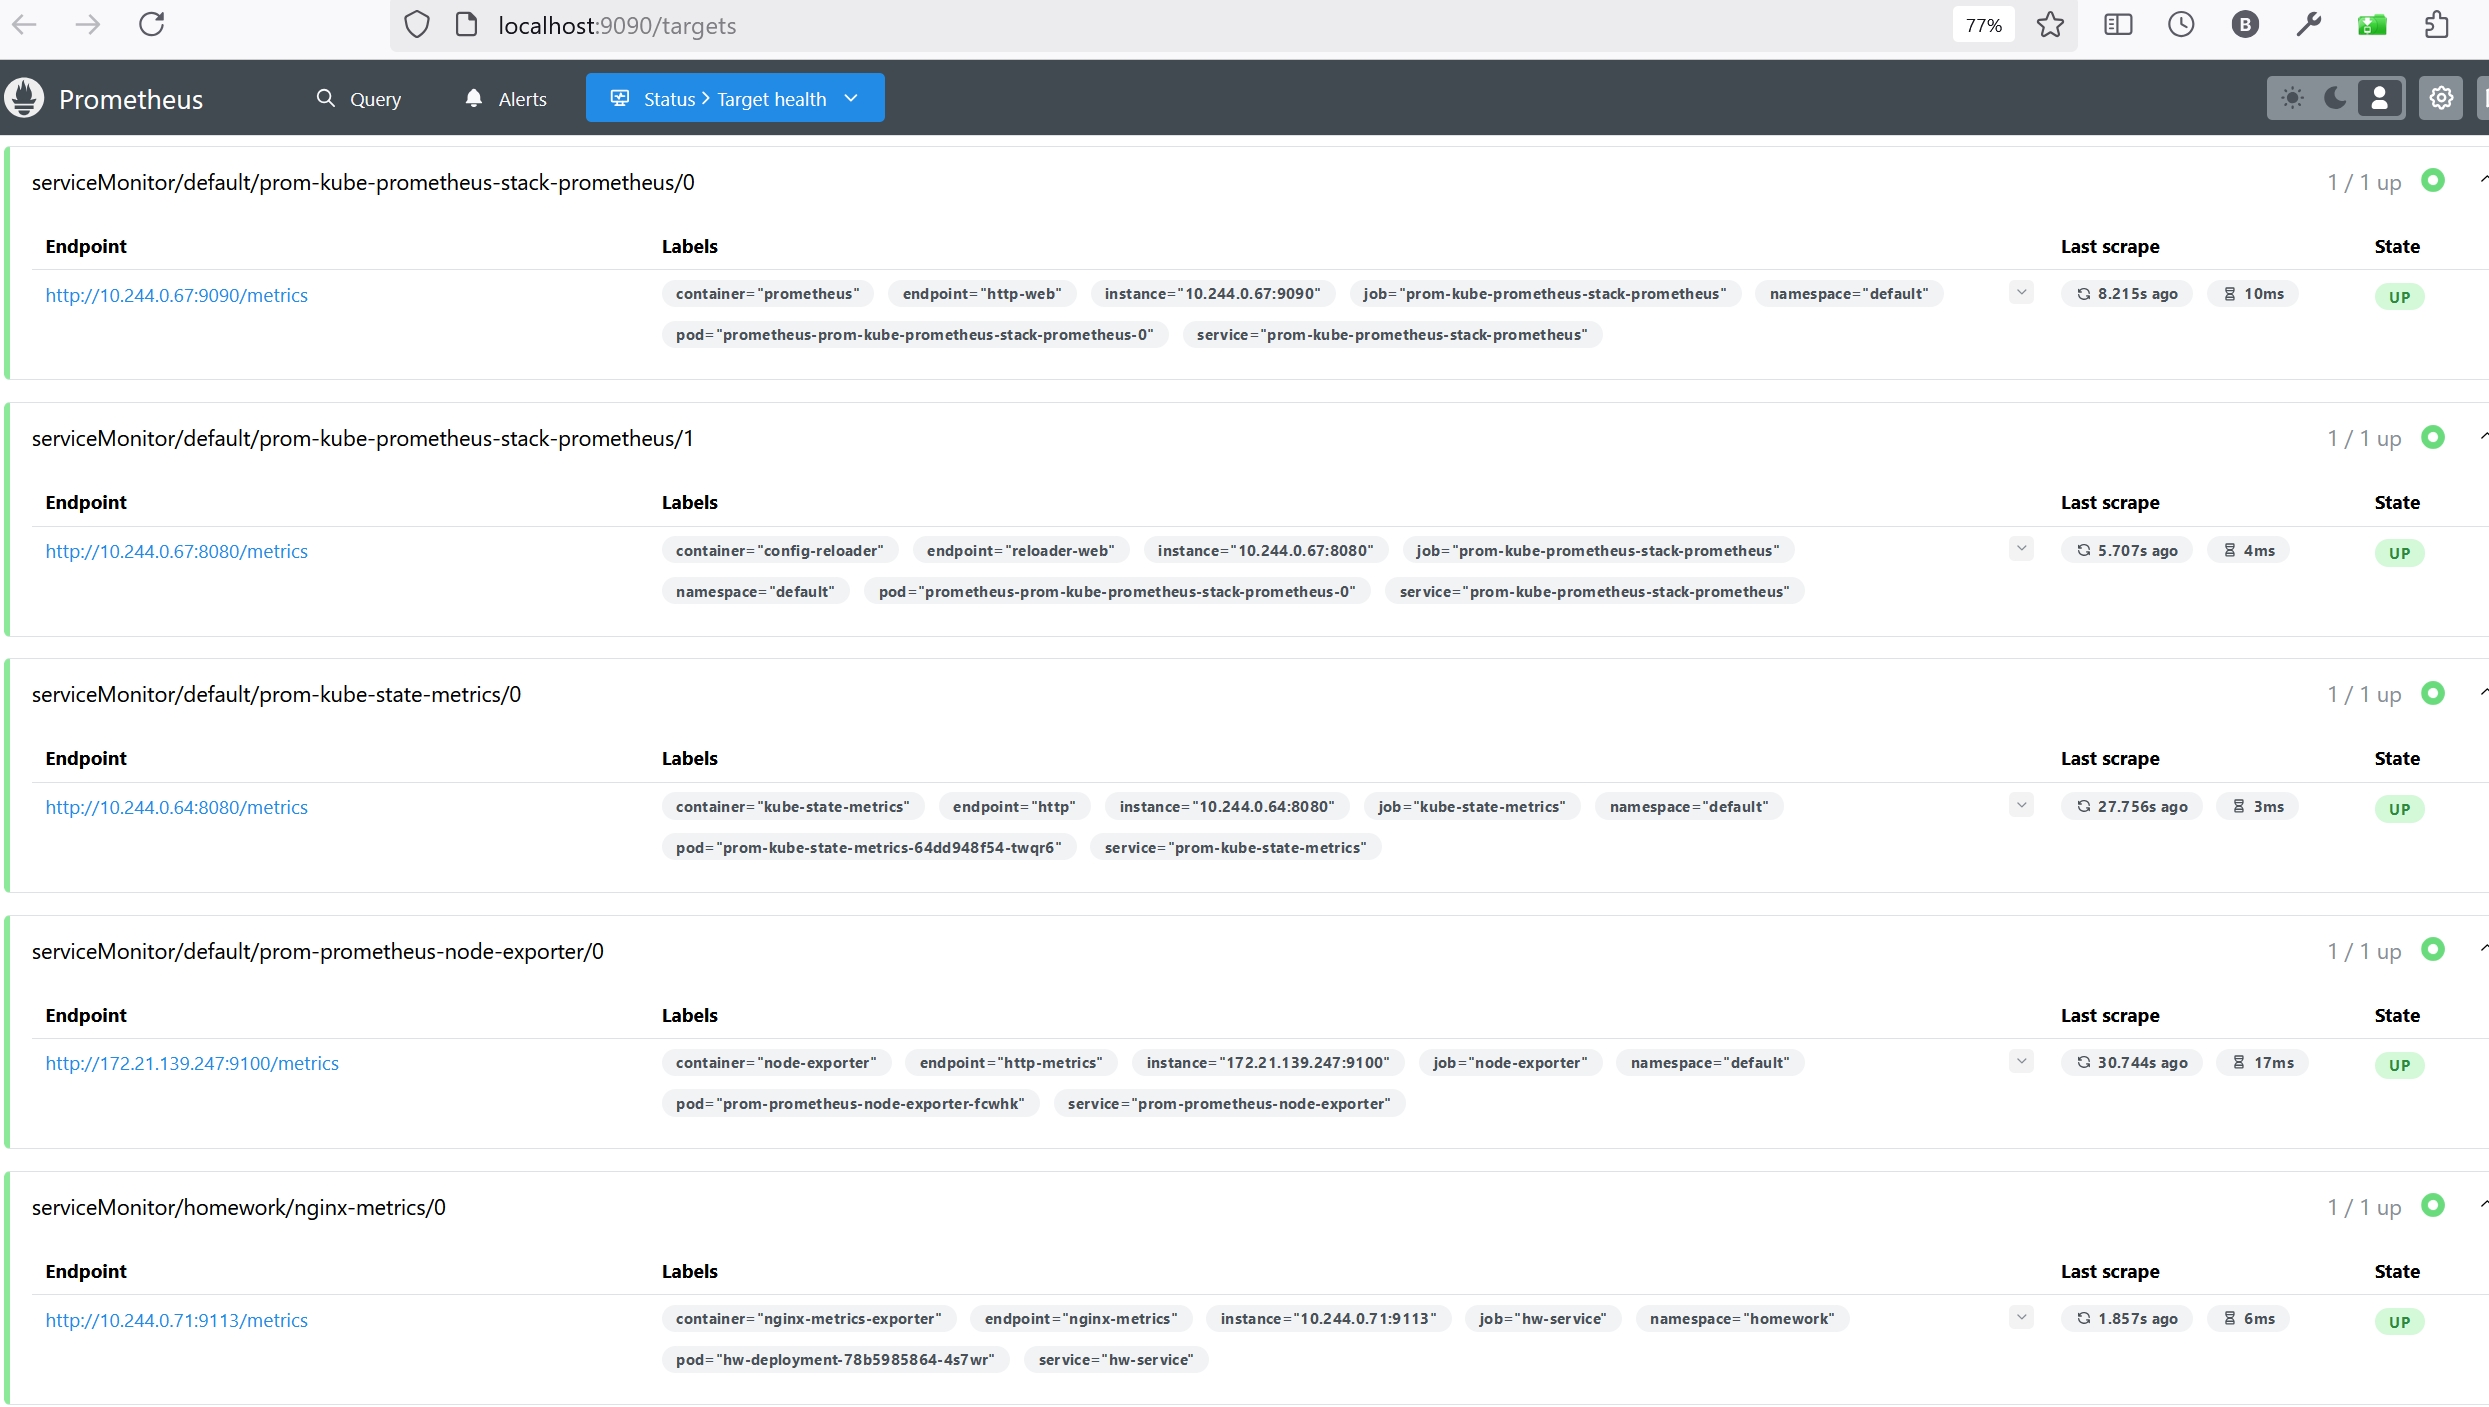 localhost:9090/targets 77%
Prometheus Query Alerts Status > Target health
serviceMonitor/default/prom-kube-prometheus-stack-prometheus/0 1 / 1 up
Endpoint Labels Last scrape State
http://10.244.0.67:9090/metrics container="prometheus" endpoint="http-web" instance="10.244.0.67:9090" job="prom-kube-prometheus-stack-prometheus" namespace="default" 8.215s ago 10ms UP
pod="prometheus-prom-kube-prometheus-stack-prometheus-0" service="prom-kube-prometheus-stack-prometheus"
serviceMonitor/default/prom-kube-prometheus-stack-prometheus/1 1 / 1 up
Endpoint Labels Last scrape State
http://10.244.0.67:8080/metrics container="config-reloader" endpoint="reloader-web" instance="10.244.0.67:8080" job="prom-kube-prometheus-stack-prometheus" 5.707s ago 4ms UP
namespace="default" pod="prometheus-prom-kube-prometheus-stack-prometheus-0" service="prom-kube-prometheus-stack-prometheus"
serviceMonitor/default/prom-kube-state-metrics/0 1 / 1 up
Endpoint Labels Last scrape State
http://10.244.0.64:8080/metrics container="kube-state-metrics" endpoint="http" instance="10.244.0.64:8080" job="kube-state-metrics" namespace="default" 27.756s ago 3ms UP
pod="prom-kube-state-metrics-64dd948f54-twqr6" service="prom-kube-state-metrics"
serviceMonitor/default/prom-prometheus-node-exporter/0 1 / 1 up
Endpoint Labels Last scrape State
http://172.21.139.247:9100/metrics container="node-exporter" endpoint="http-metrics" instance="172.21.139.247:9100" job="node-exporter" namespace="default" 30.744s ago 17ms UP
pod="prom-prometheus-node-exporter-fcwhk" service="prom-prometheus-node-exporter"
serviceMonitor/homework/nginx-metrics/0 1 / 1 up
Endpoint Labels Last scrape State
http://10.244.0.71:9113/metrics container="nginx-metrics-exporter" endpoint="nginx-metrics" instance="10.244.0.71:9113" job="hw-service" namespace="homework" 1.857s ago 6ms UP
pod="hw-deployment-78b5985864-4s7wr" service="hw-service"